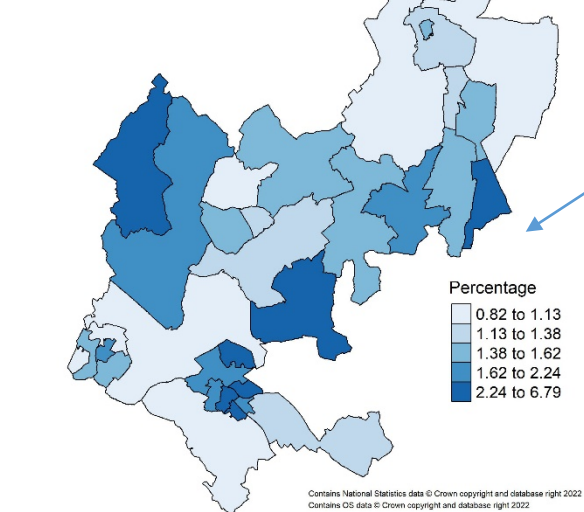 Percentage
0.82 to 1.13
1.13 to 1.38
1.38 to 1.62
1.62 to 2.24
2.24 to 6.79
Contains National Statistics data © Crown copyright and database right 2022
Contains OS data © Crown copyright and database right 2022